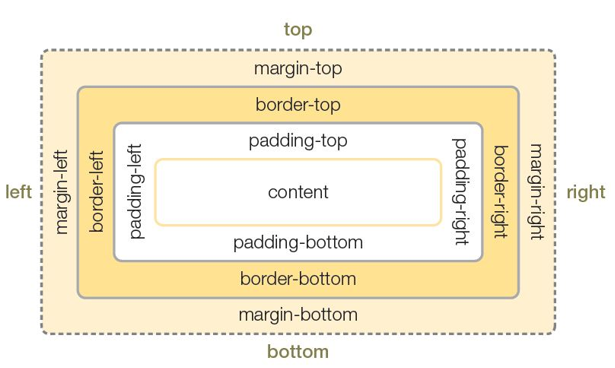 top
margin-top
border-top
padding-top
left
margin-left
border-left
padding-left
content
padding-right
border-right
margin-right
right
padding-bottom
border-bottom
margin-bottom
bottom